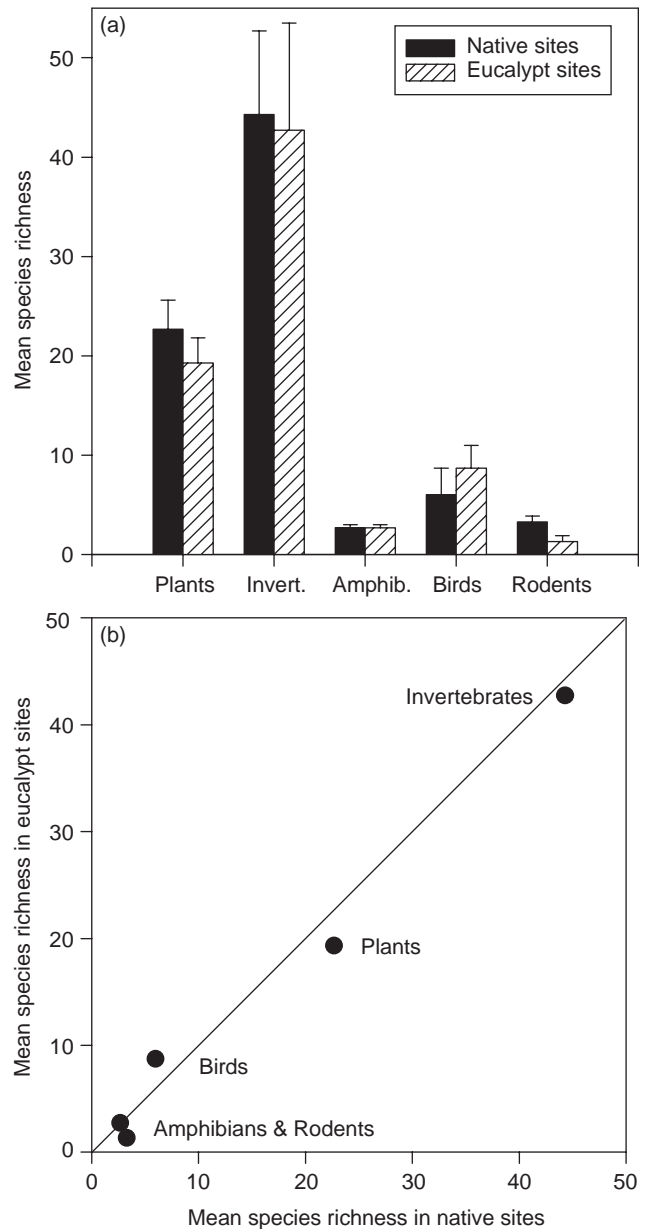 (a)
Native sites
Eucalypt sites
Mean species richness
50
40
30
20
10
0
Plants Invert. Amphib. Birds Rodents
(b)
Mean species richness in eucalypt sites
50
40
30
20
10
0
Invertebrates
Plants
Birds
Amphibians & Rodents
0 10 20 30 40 50
Mean species richness in native sites